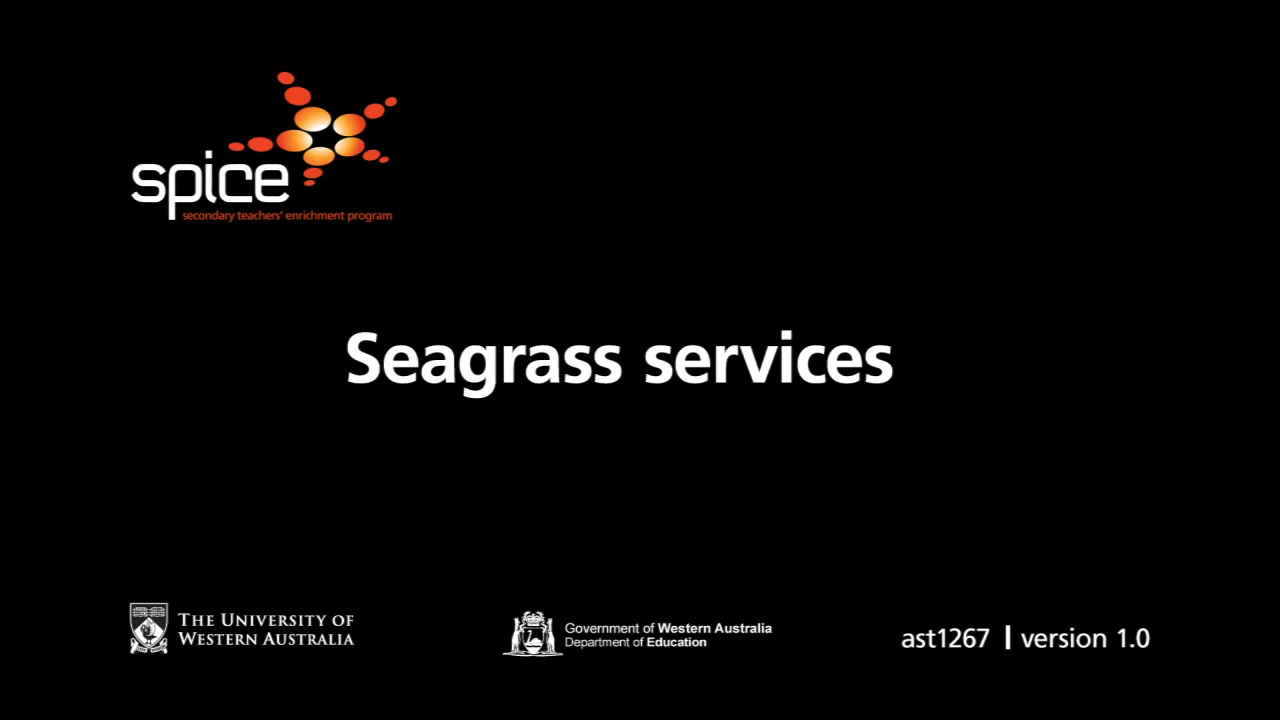 spice
secondary teachers' enrichment program
Seagrass services
THE UNIVERSITY OF
WESTERN AUSTRALIA
Government of Western Australia
Department of Education
ast1267 | version 1.0